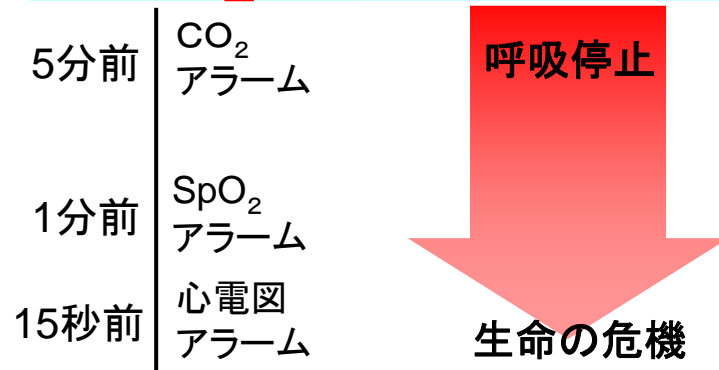 5分前
CO₂
アラーム
呼吸停止
1分前
SpO₂
アラーム
15秒前
心電図
アラーム
生命の危機